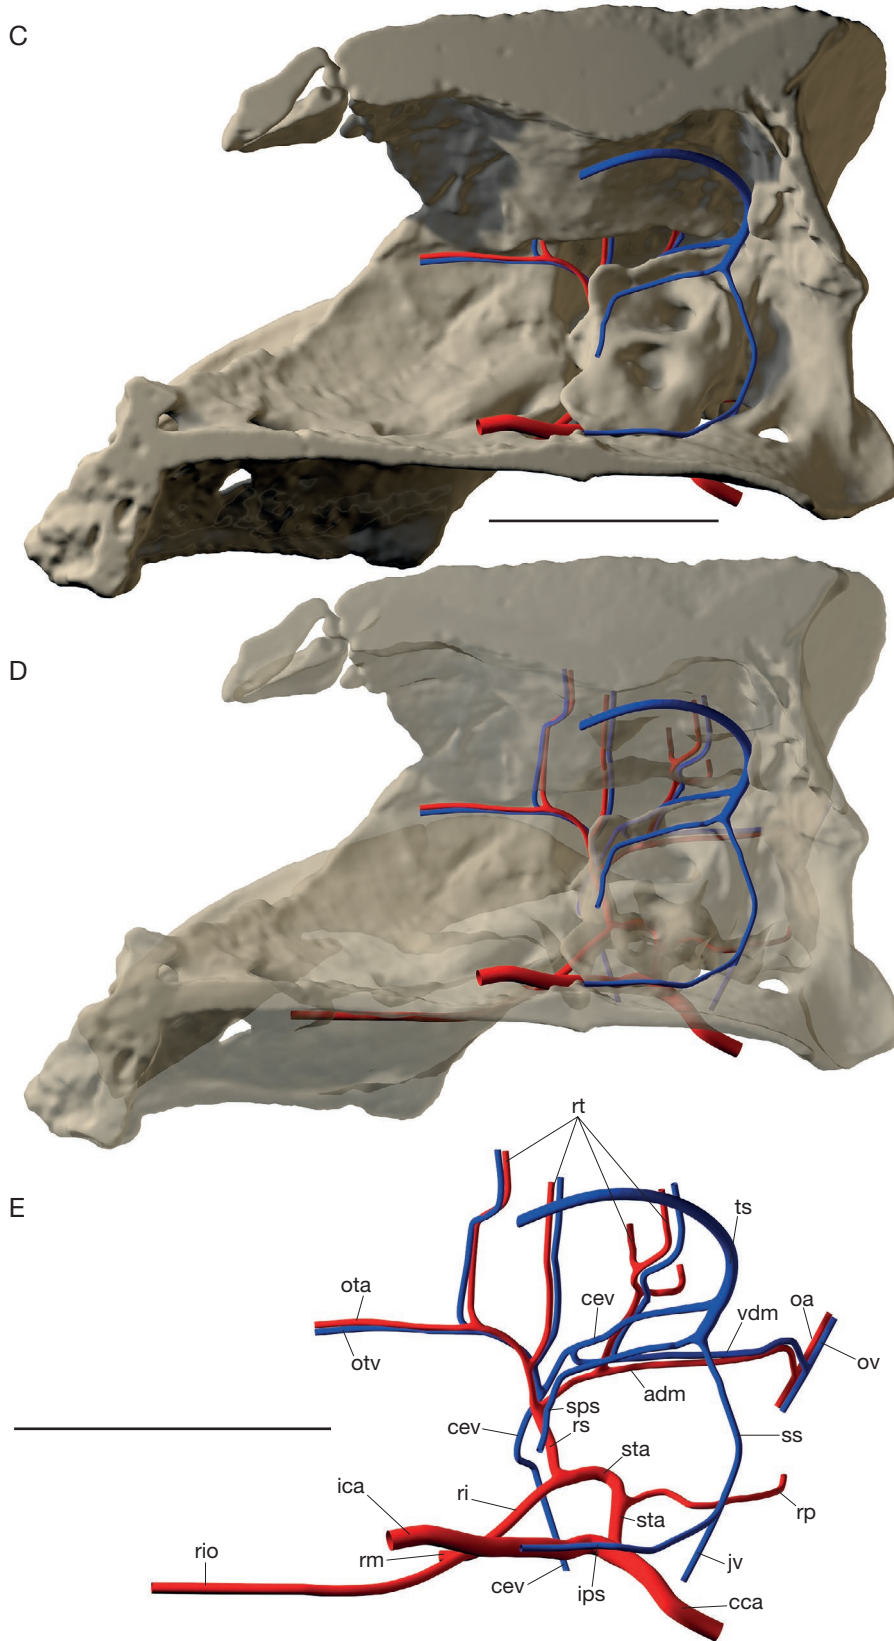 C
D
E
rt
ts
ota
cev
vdm
oa
otv
ov
adm
sps
cev
rs
ss
sta
ica
ri
sta
rp
rio
rm
cev
ips
jv
cca